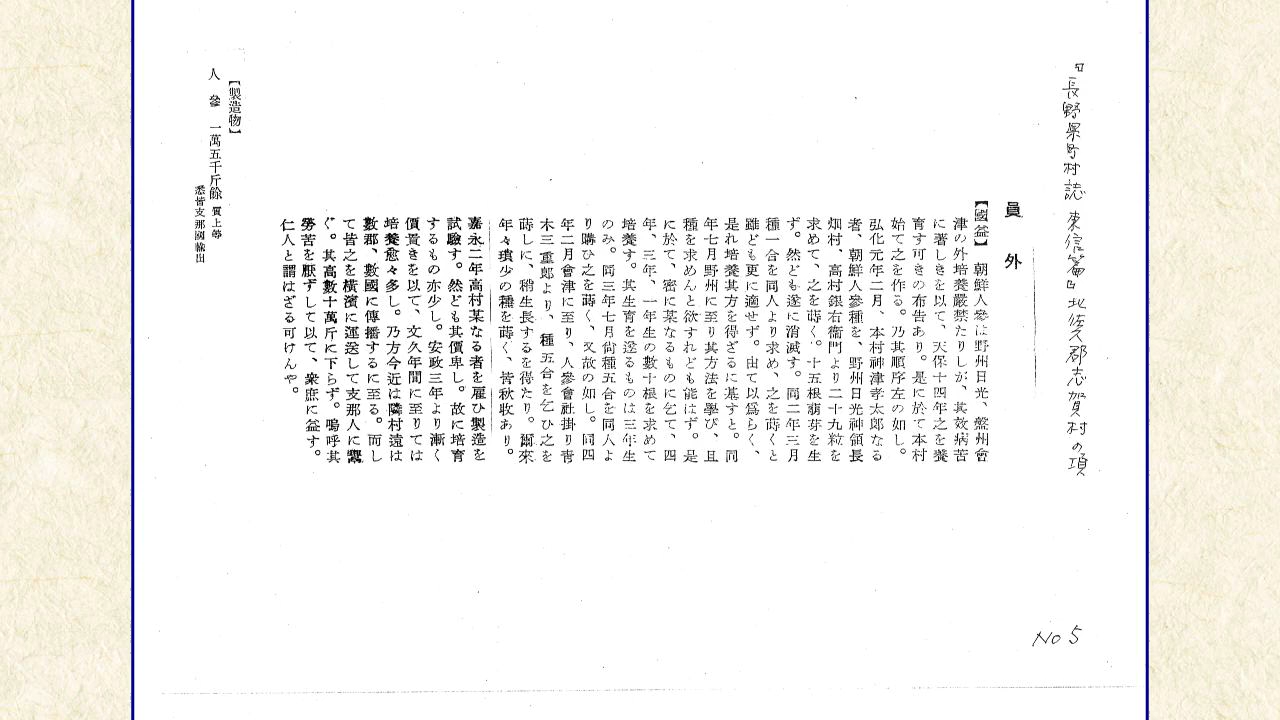 『長野県町村誌 東信篇』北佐久郡志賀村の項
員外
【國益】 朝鮮人參は野州日光、盤州會
津の外培養嚴禁たりしが、其效病苦
に著しきを以て、天保十四年之を養
育す可きの布告あり。是に於て本村
始て之を作る。乃其順序左の如し。
弘化元年二月、本村神津孝太郎なる
者、朝鮮人參種を、野州日光神領長
畑村、高村銀右衞門より二十九粒を
求めて、之を蒔く。十五根萠芽を生
ず。然ども遂に消滅す。同二年三月
種一合を同人より求め、之を蒔くと
雖ども更に適せず。由て以爲らく、
是れ培養其方を得ざるに基すと。同
年七月野州に至り其方法を學び、且
種を求めんと欲すれども能はず。是
に於て、密に某なるものに乞て、四
年、三年、一年生の數十根を求めて
培養す。其生育を遂るものは三年生
のみ。同三年七月尙種五合を同人よ
り購ひ之を蒔く、又故の如し。同四
年二月會津に至り、人參會社掛り靑
木三重郎より、種五合を乞ひ之を
蒔しに、稍生長するを得たり。爾來
年々瓆少の種を蒔く、皆秋收あり。
嘉永二年高村某なる者を雇ひ製造を
試驗す。然ども其價卑し。故に培育
するもの亦少し。安政三年より漸く
價貴きを以て、文久年間に至りては
培養愈々多し。乃方今近は隣村遠は
數郡、數國に傳播するに至る。而し
て皆之を橫濱に運送して支那人に鬻
ぐ。其高數十萬斤に下らず。嗚呼其
勞苦を厭ずして以て、衆庶に益す。
仁人と謂はざる可けんや。
【製造物】
人參 一萬五千斤餘 質上等
悉皆支那國輸出
No 5